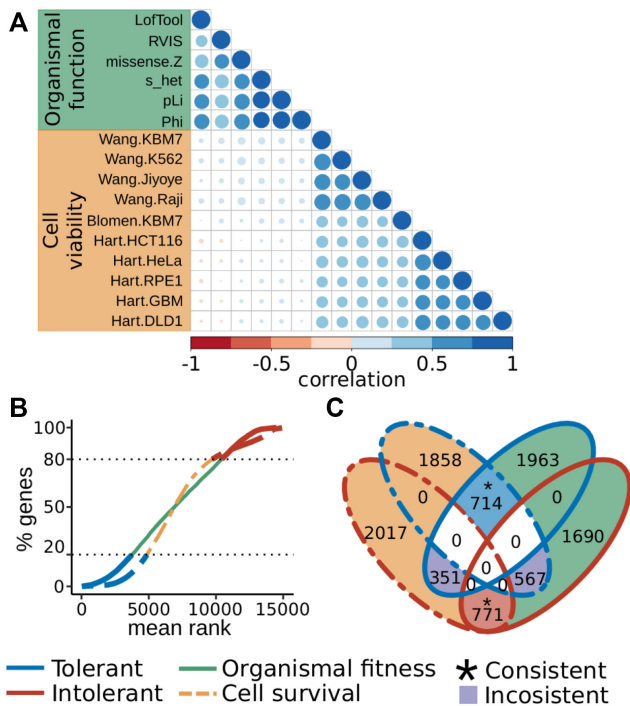 A
Organismal
function
LofTool
RVIS
missense.Z
s_het
pLi
Phi
Cell
viability
Wang.KBM7
Wang.K562
Wang.Jiyoye
Wang.Raji
Blomen.KBM7
Hart.HCT116
Hart.HeLa
Hart.RPE1
Hart.GBM
Hart.DLD1
-1 -0.5 0 0.5 1
correlation
B
% genes
100
80
50
20
0
0 5000 10000 15000
mean rank
C
1858 1963
* 714
0 0
2017 1690
0 0
0
351 567
0 0
* 771
Tolerant Organismal fitness * Consistent
Intolerant Cell survival Incosistent